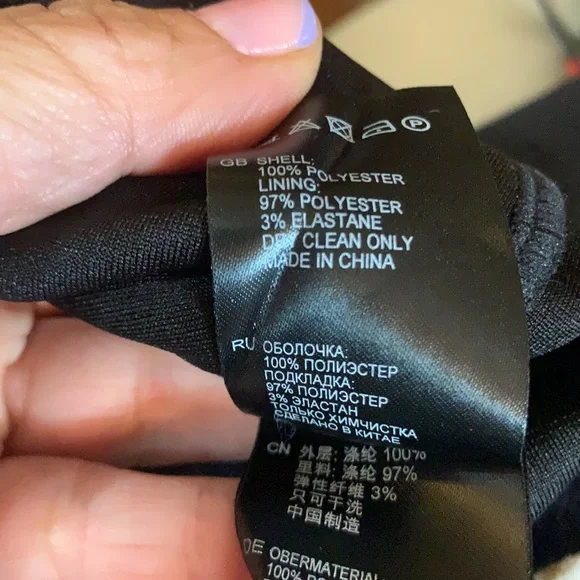 P
GB SHELL:
100% POLYESTER
LINING:
97% POLYESTER
3% ELASTANE
DRY CLEAN ONLY
MADE IN CHINA
RU ОБОЛОЧКА:
100% ПОЛИЭСТЕР
ПОДКЛАДКА:
97% ПОЛИЭСТЕР
3% ЭЛАСТАН
ТОЛЬКО ХИМЧИСТКА
СДЕЛАНО В КИТАЕ
CN 外层: 涤纶 100%
里料: 涤纶 97%
弹性纤维 3%
只可干洗
中国制造
DE OBERMATERIAL
100% PO